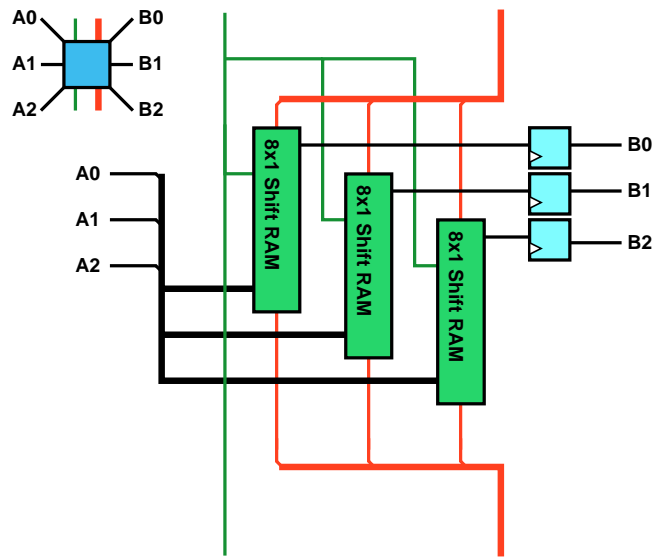 A0
B0
A1
B1
A2
B2
8x1 Shift RAM
8x1 Shift RAM
8x1 Shift RAM
A0
A1
A2
B0
B1
B2